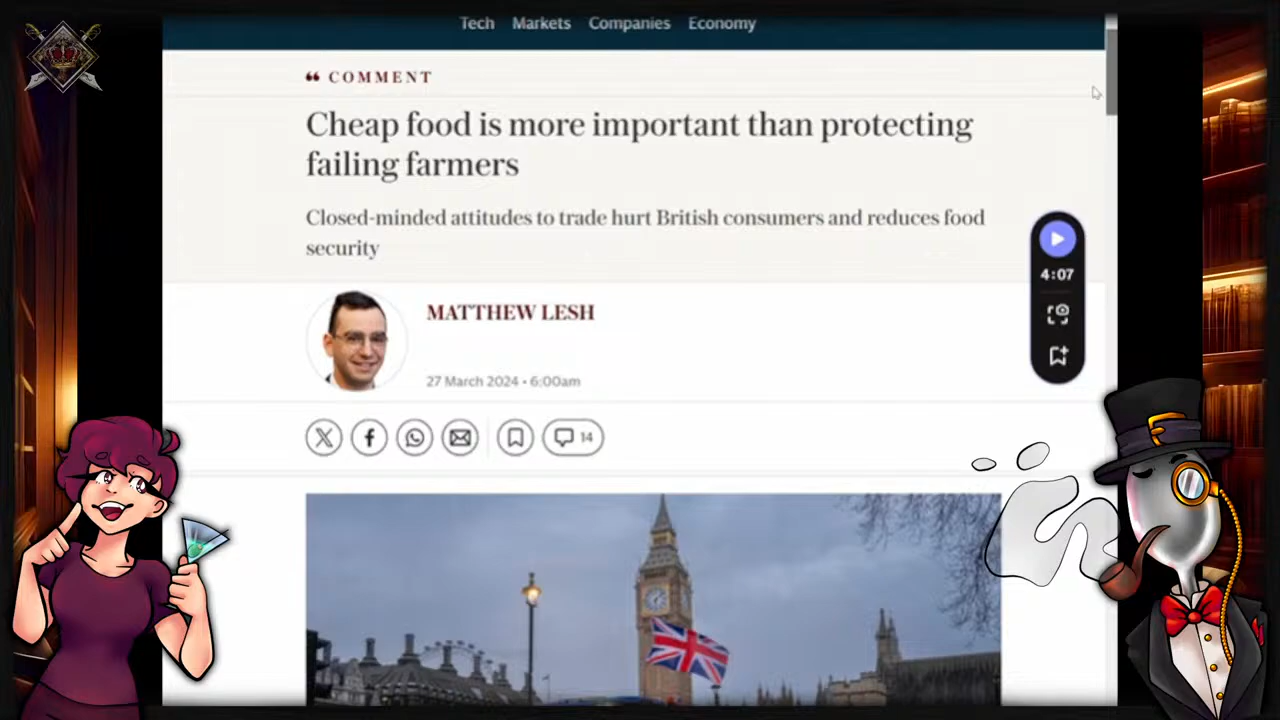 Tech Markets Companies Economy
❝ COMMENT
Cheap food is more important than protecting
failing farmers
Closed-minded attitudes to trade hurt British consumers and reduces food
security
4:07
MATTHEW LESH
27 March 2024 • 6:00am
14